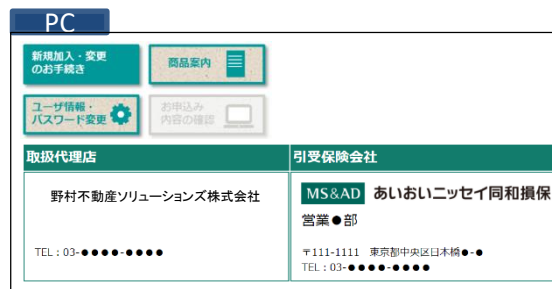 PC
新規加入・変更
のお手続き
商品案内
ユーザ情報・
パスワード変更
お申込み
内容の確認
取扱代理店
引受保険会社
野村不動産ソリューションズ株式会社
MS&AD あいおいニッセイ同和損保
営業●部
TEL：03-●●●●-●●●●
〒111-1111 東京都中央区日本橋●-●
TEL：03-●●●●-●●●●